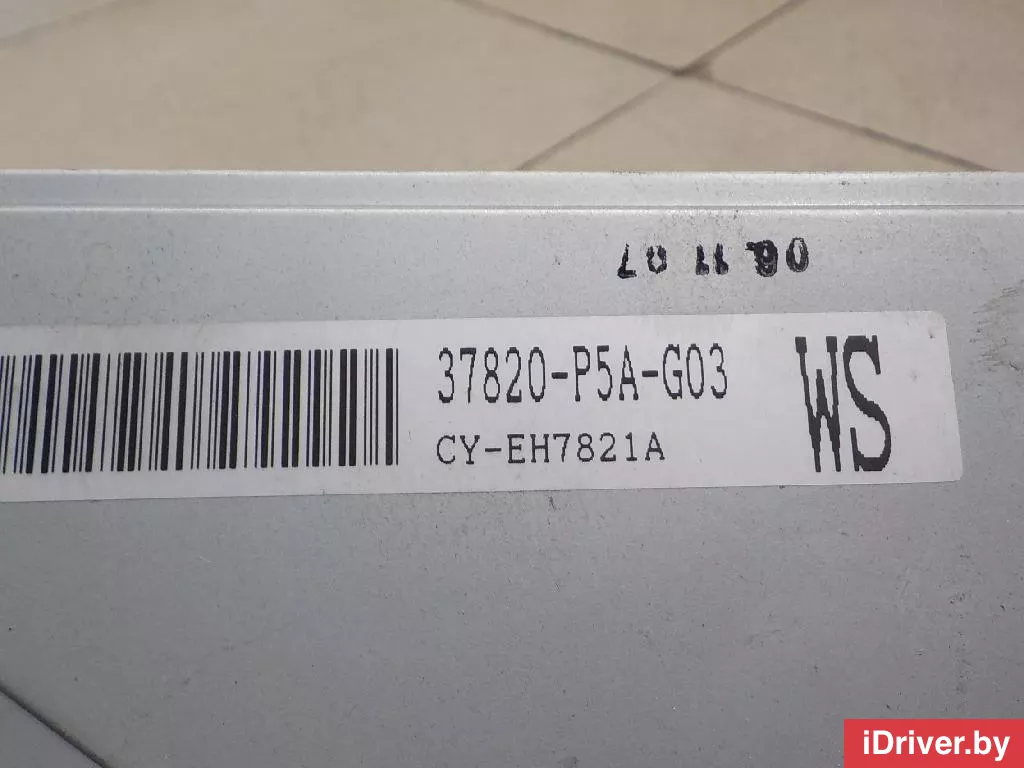 37820-P5A-G03
CY-EH7821A
WS
iDriver.by